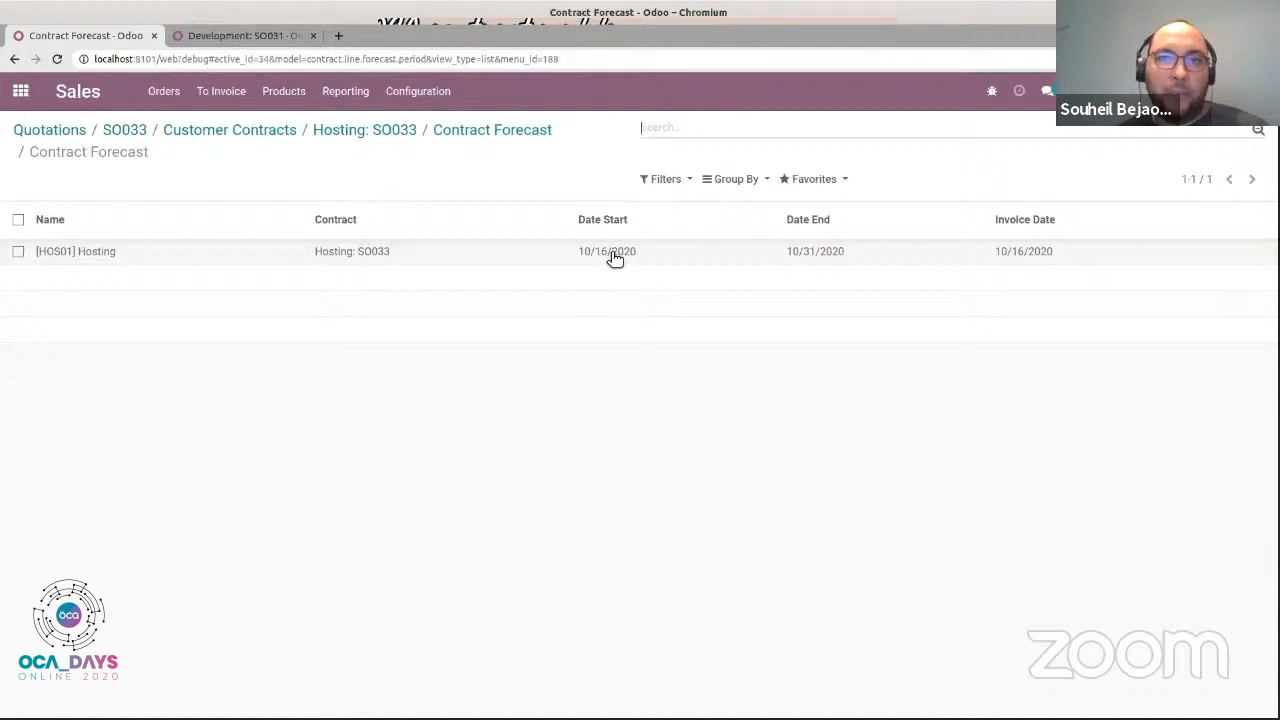 Contract Forecast - Odoo – Chromium
Contract Forecast - Odoo × Development: SO031 - O × +
localhost:8101/web?debug#active_id=34&model=contract.line.forecast.period&view_type=list&menu_id=188
Sales Orders To Invoice Products Reporting Configuration
Souheil Bejao...
Quotations / SO033 / Customer Contracts / Hosting: SO033 / Contract Forecast
/ Contract Forecast
Search...
Filters Group By Favorites 1-1 / 1
Name Contract Date Start Date End Invoice Date
[HOS01] Hosting Hosting: SO033 10/16/2020 10/31/2020 10/16/2020
oca
OCA_DAYS
ONLINE 2020
zoom